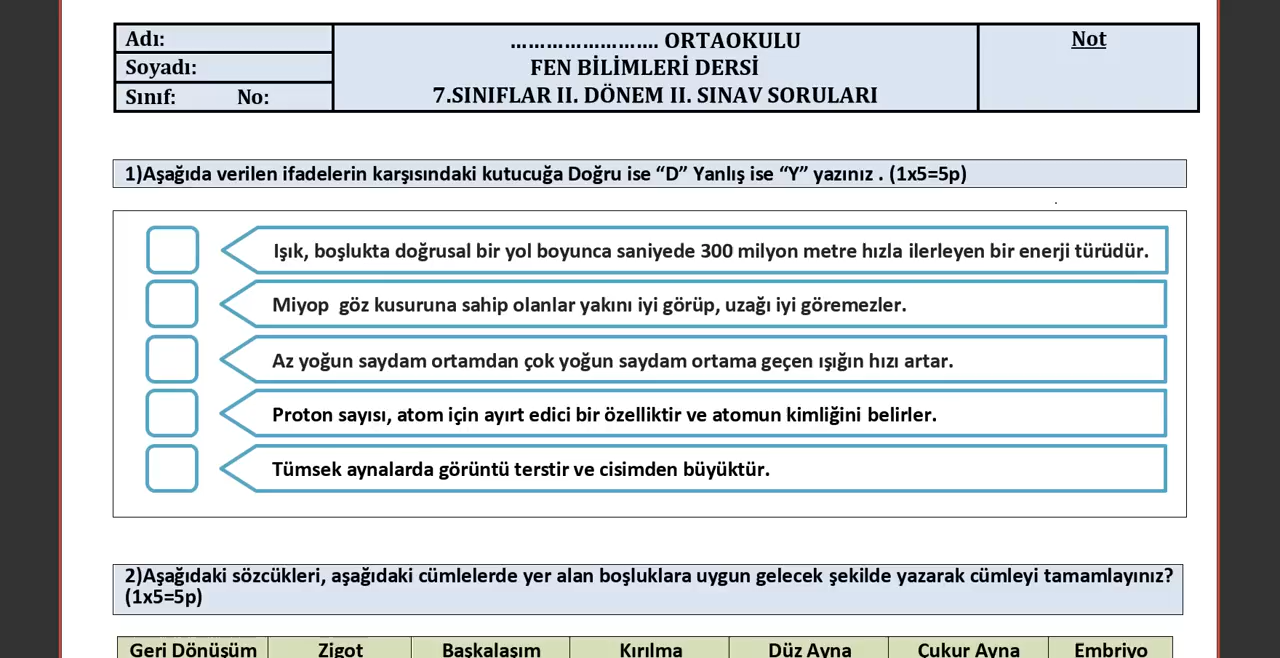 Adı:
Soyadı:
Sınıf: No:
……………………. ORTAOKULU
FEN BİLİMLERİ DERSİ
7.SINIFLAR II. DÖNEM II. SINAV SORULARI
Not
1)Aşağıda verilen ifadelerin karşısındaki kutucuğa Doğru ise “D” Yanlış ise “Y” yazınız . (1x5=5p)
Işık, boşlukta doğrusal bir yol boyunca saniyede 300 milyon metre hızla ilerleyen bir enerji türüdür.
Miyop göz kusuruna sahip olanlar yakını iyi görüp, uzağı iyi göremezler.
Az yoğun saydam ortamdan çok yoğun saydam ortama geçen ışığın hızı artar.
Proton sayısı, atom için ayırt edici bir özelliktir ve atomun kimliğini belirler.
Tümsek aynalarda görüntü terstir ve cisimden büyüktür.
2)Aşağıdaki sözcükleri, aşağıdaki cümlelerde yer alan boşluklara uygun gelecek şekilde yazarak cümleyi tamamlayınız?
(1x5=5p)
Geri Dönüşüm Zigot Başkalaşım Kırılma Düz Ayna Çukur Ayna Embriyo